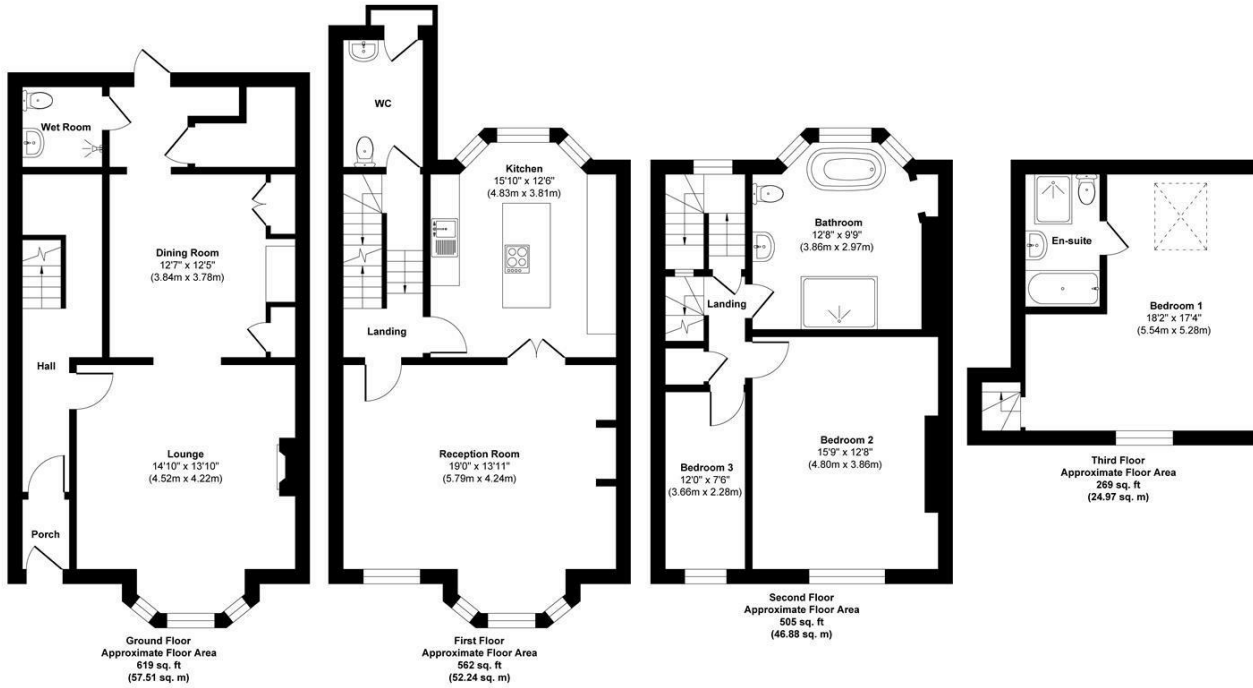 Wet Room
Dining Room
12'7" x 12'5"
(3.84m x 3.78m)
Hall
Lounge
14'10" x 13'10"
(4.52m x 4.22m)
Porch
Ground Floor
Approximate Floor Area
619 sq. ft
(57.51 sq. m)
WC
Kitchen
15'10" x 12'6"
(4.83m x 3.81m)
Landing
Reception Room
19'0" x 13'11"
(5.79m x 4.24m)
First Floor
Approximate Floor Area
562 sq. ft
(52.24 sq. m)
Bathroom
12'8" x 9'9"
(3.86m x 2.97m)
Landing
Bedroom 2
15'9" x 12'8"
(4.80m x 3.86m)
Bedroom 3
12'0" x 7'6"
(3.66m x 2.28m)
Second Floor
Approximate Floor Area
505 sq. ft
(46.88 sq. m)
En-suite
Bedroom 1
18'2" x 17'4"
(5.54m x 5.28m)
Third Floor
Approximate Floor Area
269 sq. ft
(24.97 sq. m)